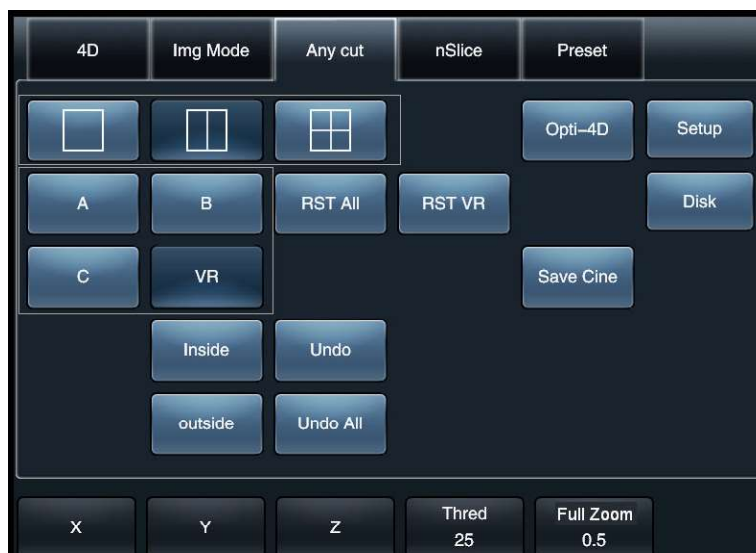 4D Img Mode Any cut nSlice Preset
Opti-4D Setup
A B RST All RST VR Disk
C VR Save Cine
Inside Undo
outside Undo All
X Y Z Thred Full Zoom
25 0.5